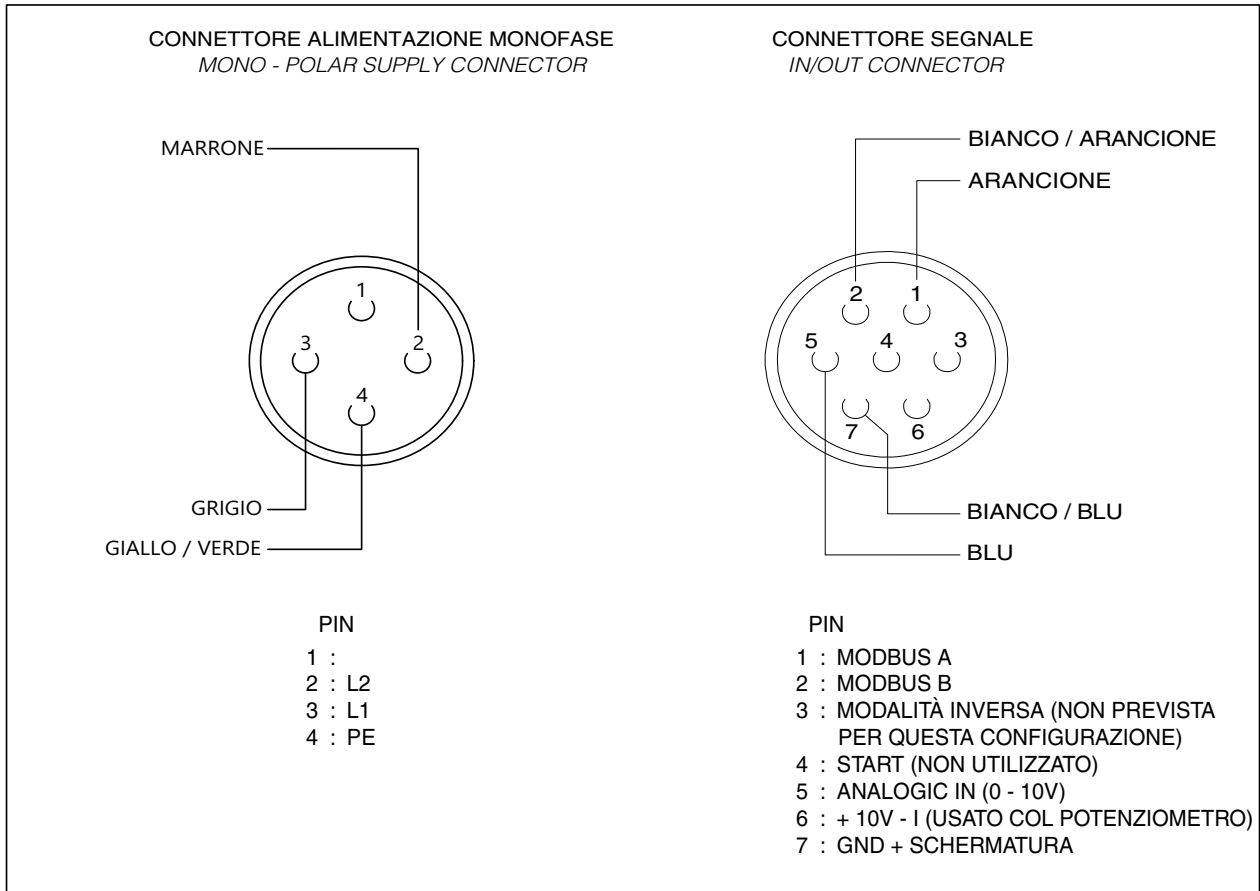 CONNETTORE ALIMENTAZIONE MONOFASE
MONO - POLAR SUPPLY CONNECTOR
MARRONE
1
3
2
4
GRIGIO
GIALLO / VERDE
PIN
1 :
2 : L2
3 : L1
4 : PE
CONNETTORE SEGNALE
IN/OUT CONNECTOR
BIANCO / ARANCIONE
ARANCIONE
2
1
5
4
3
7
6
BIANCO / BLU
BLU
PIN
1 : MODBUS A
2 : MODBUS B
3 : MODALITÀ INVERSA (NON PREVISTA
PER QUESTA CONFIGURAZIONE)
4 : START (NON UTILIZZATO)
5 : ANALOGIC IN (0 - 10V)
6 : + 10V - I (USATO COL POTENZIOMETRO)
7 : GND + SCHERMATURA